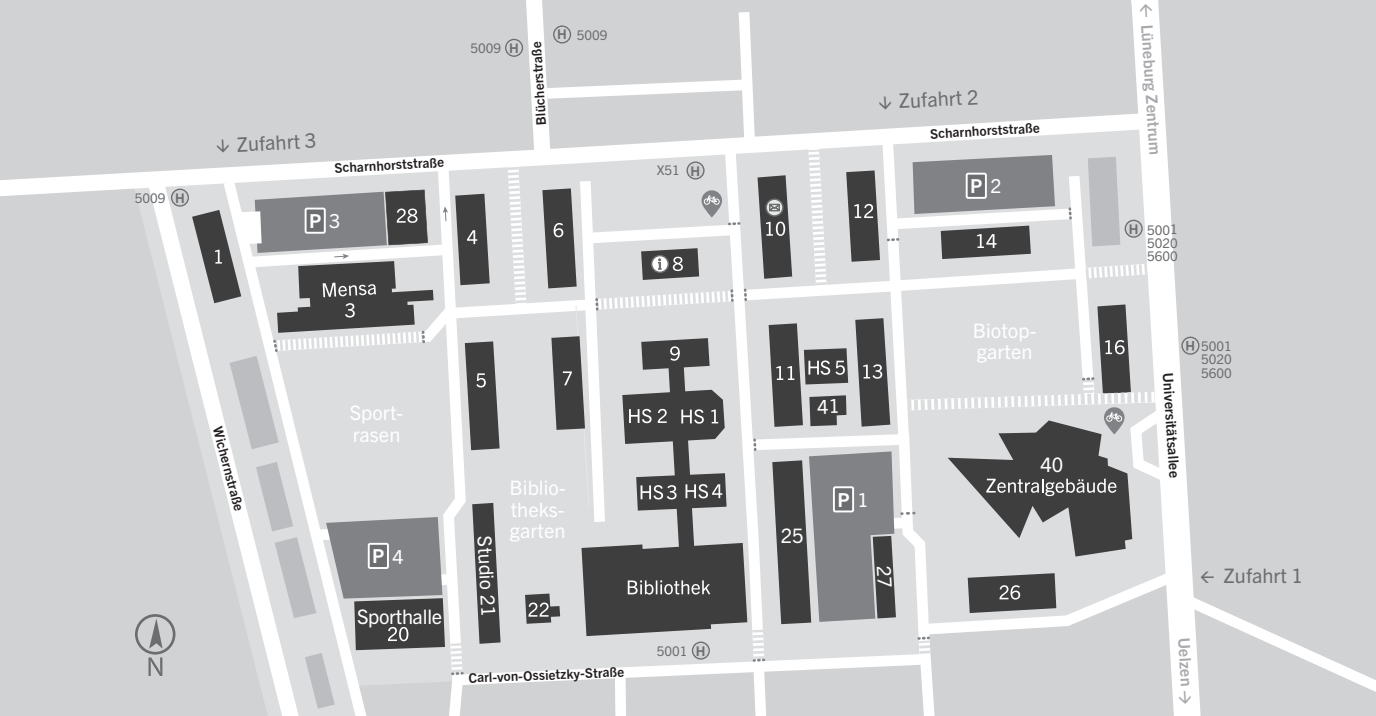 5009 H
H 5009
Blücherstraße
↑ Lüneburg Zentrum
↓ Zufahrt 2
↓ Zufahrt 3
Scharnhorststraße
Scharnhorststraße
5009 H
X51 H
P 3
28
4
6
i 8
10
12
P 2
14
H 5001
5020
5600
1
Mensa
3
5
7
9
HS 2
HS 1
HS 3
HS 4
11
HS 5
41
13
Biotop-
garten
16
H 5001
5020
5600
Universitätsallee
Wichernstraße
Sport-
rasen
Biblio-
theks-
garten
40
Zentralgebäude
P 1
25
27
P 4
Studio 21
22
Bibliothek
26
← Zufahrt 1
Sporthalle
20
N
5001 H
Carl-von-Ossietzky-Straße
Uelzen →